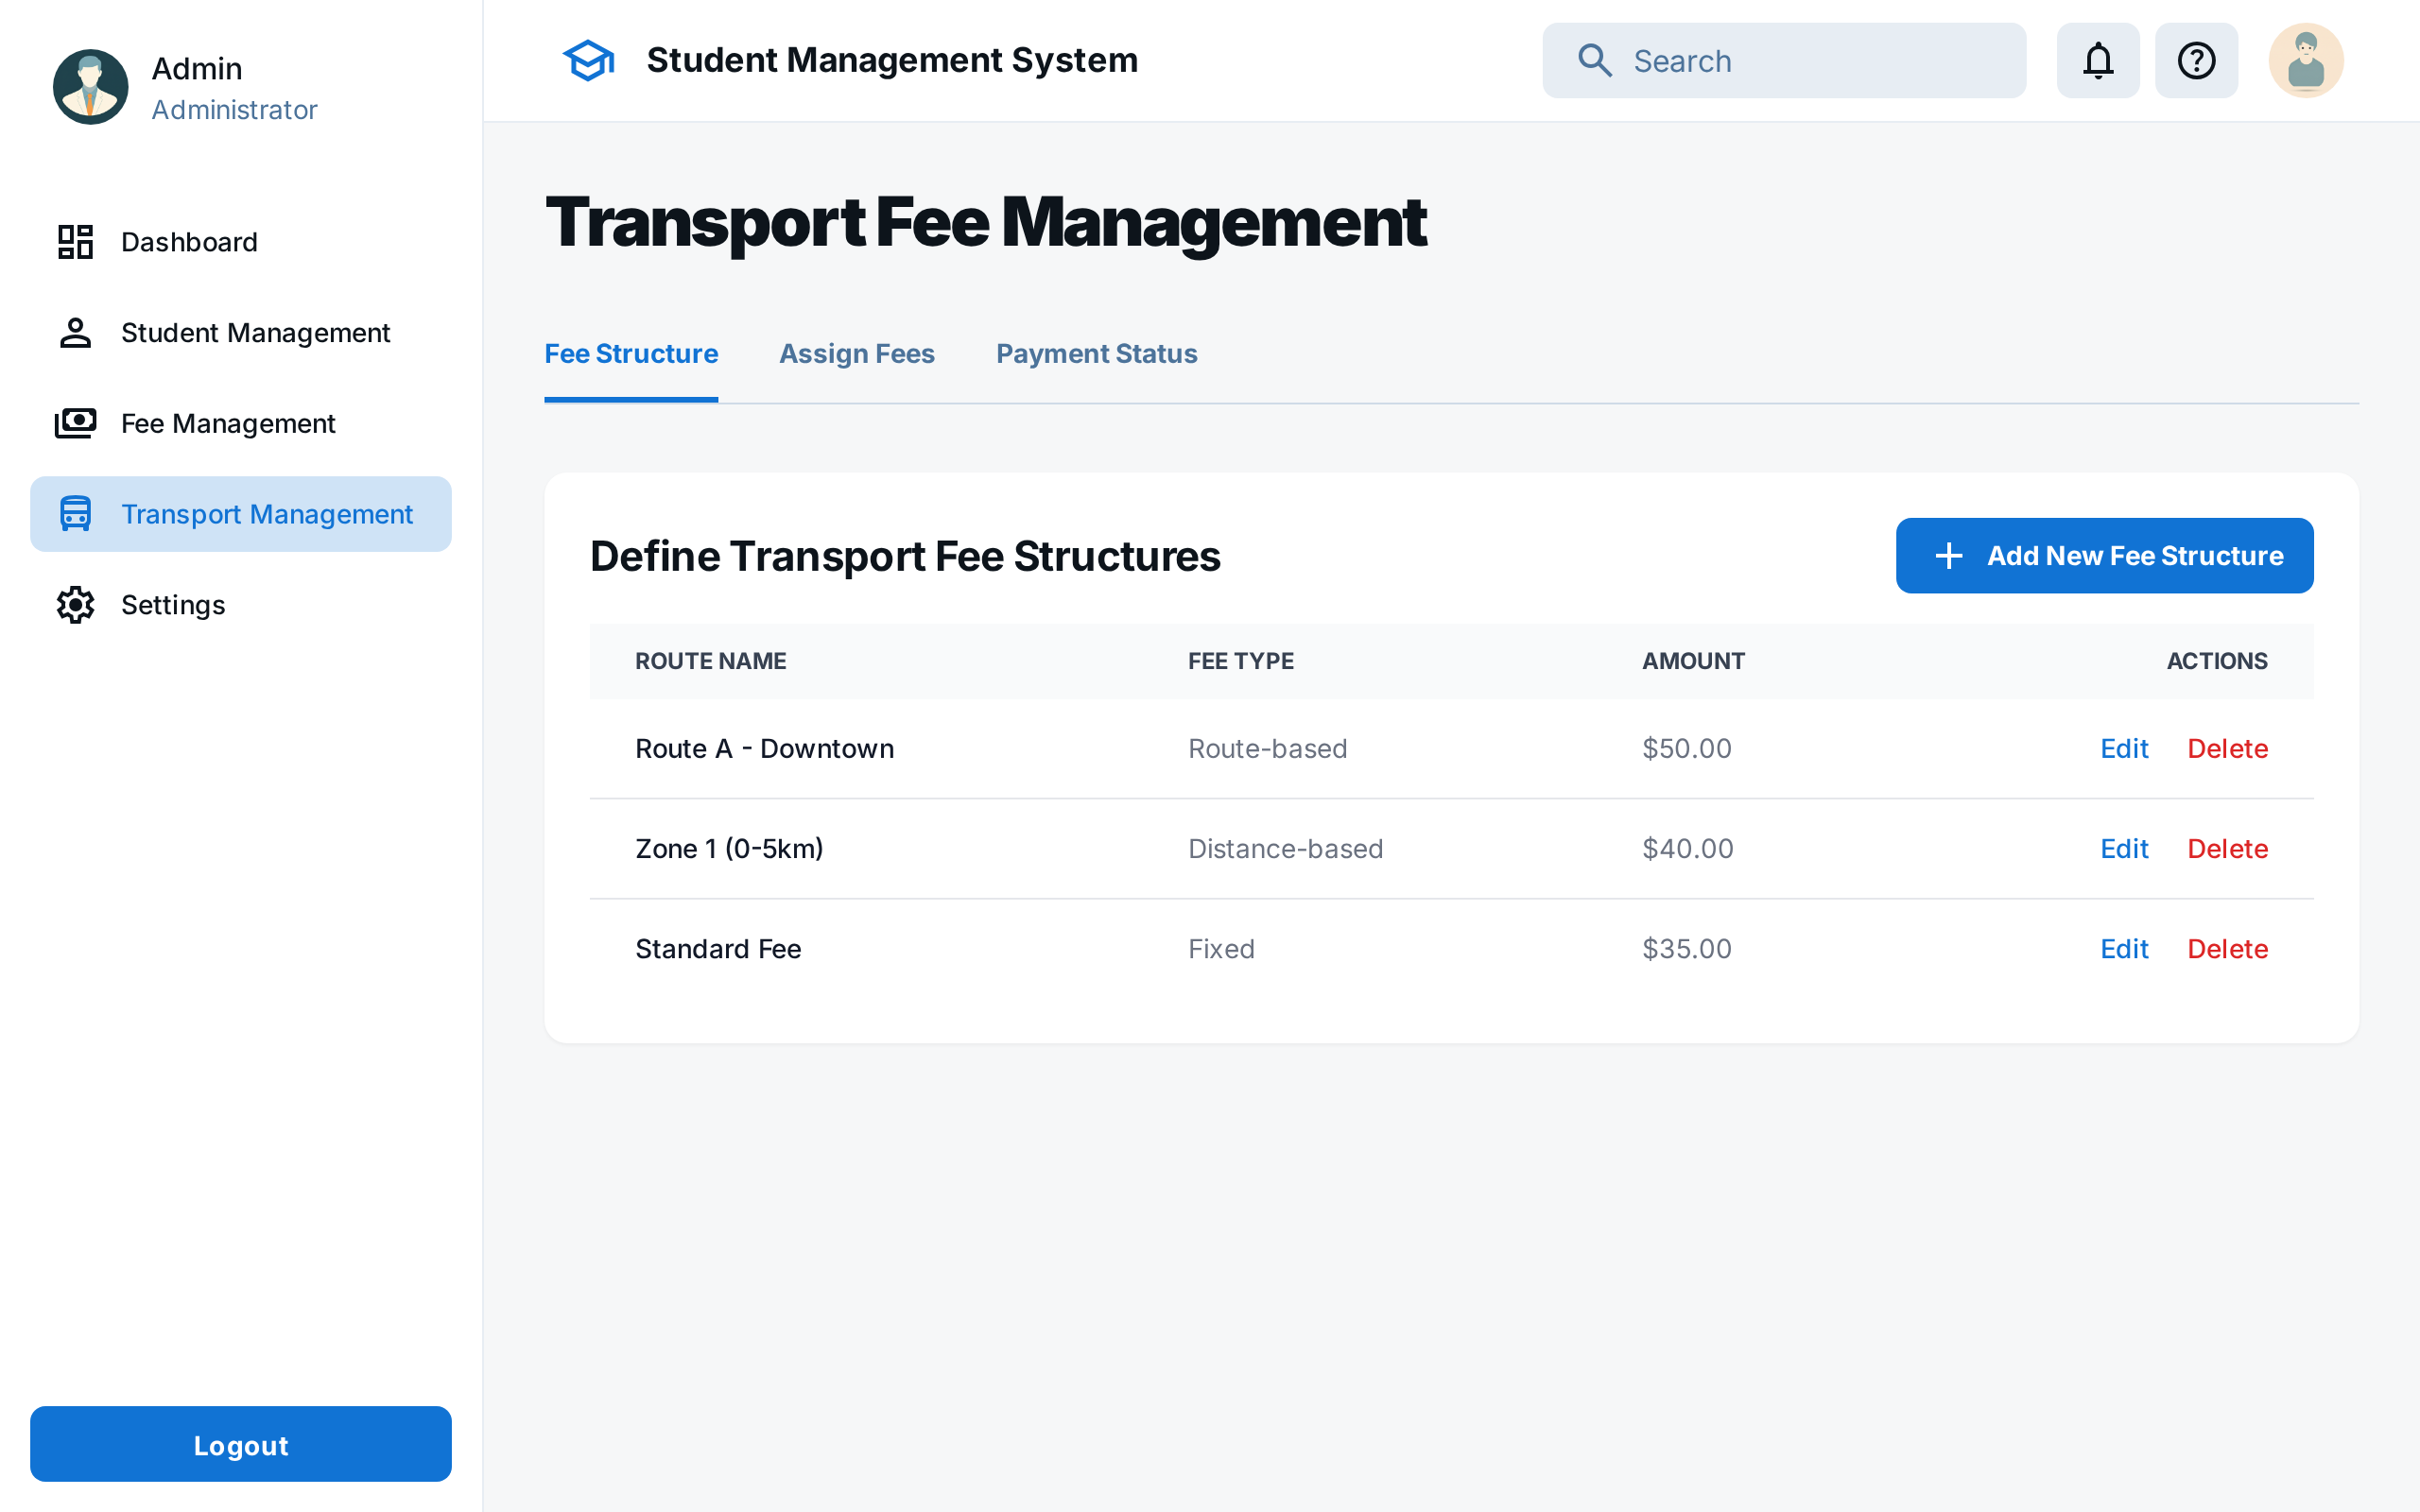 Admin
Administrator
Dashboard
Student Management
Fee Management
Transport Management
Settings
Logout
Student Management System
Search
Transport Fee Management
Fee Structure Assign Fees Payment Status
Define Transport Fee Structures
Add New Fee Structure
ROUTE NAME FEE TYPE AMOUNT ACTIONS
Route A - Downtown Route-based $50.00 Edit Delete
Zone 1 (0-5km) Distance-based $40.00 Edit Delete
Standard Fee Fixed $35.00 Edit Delete